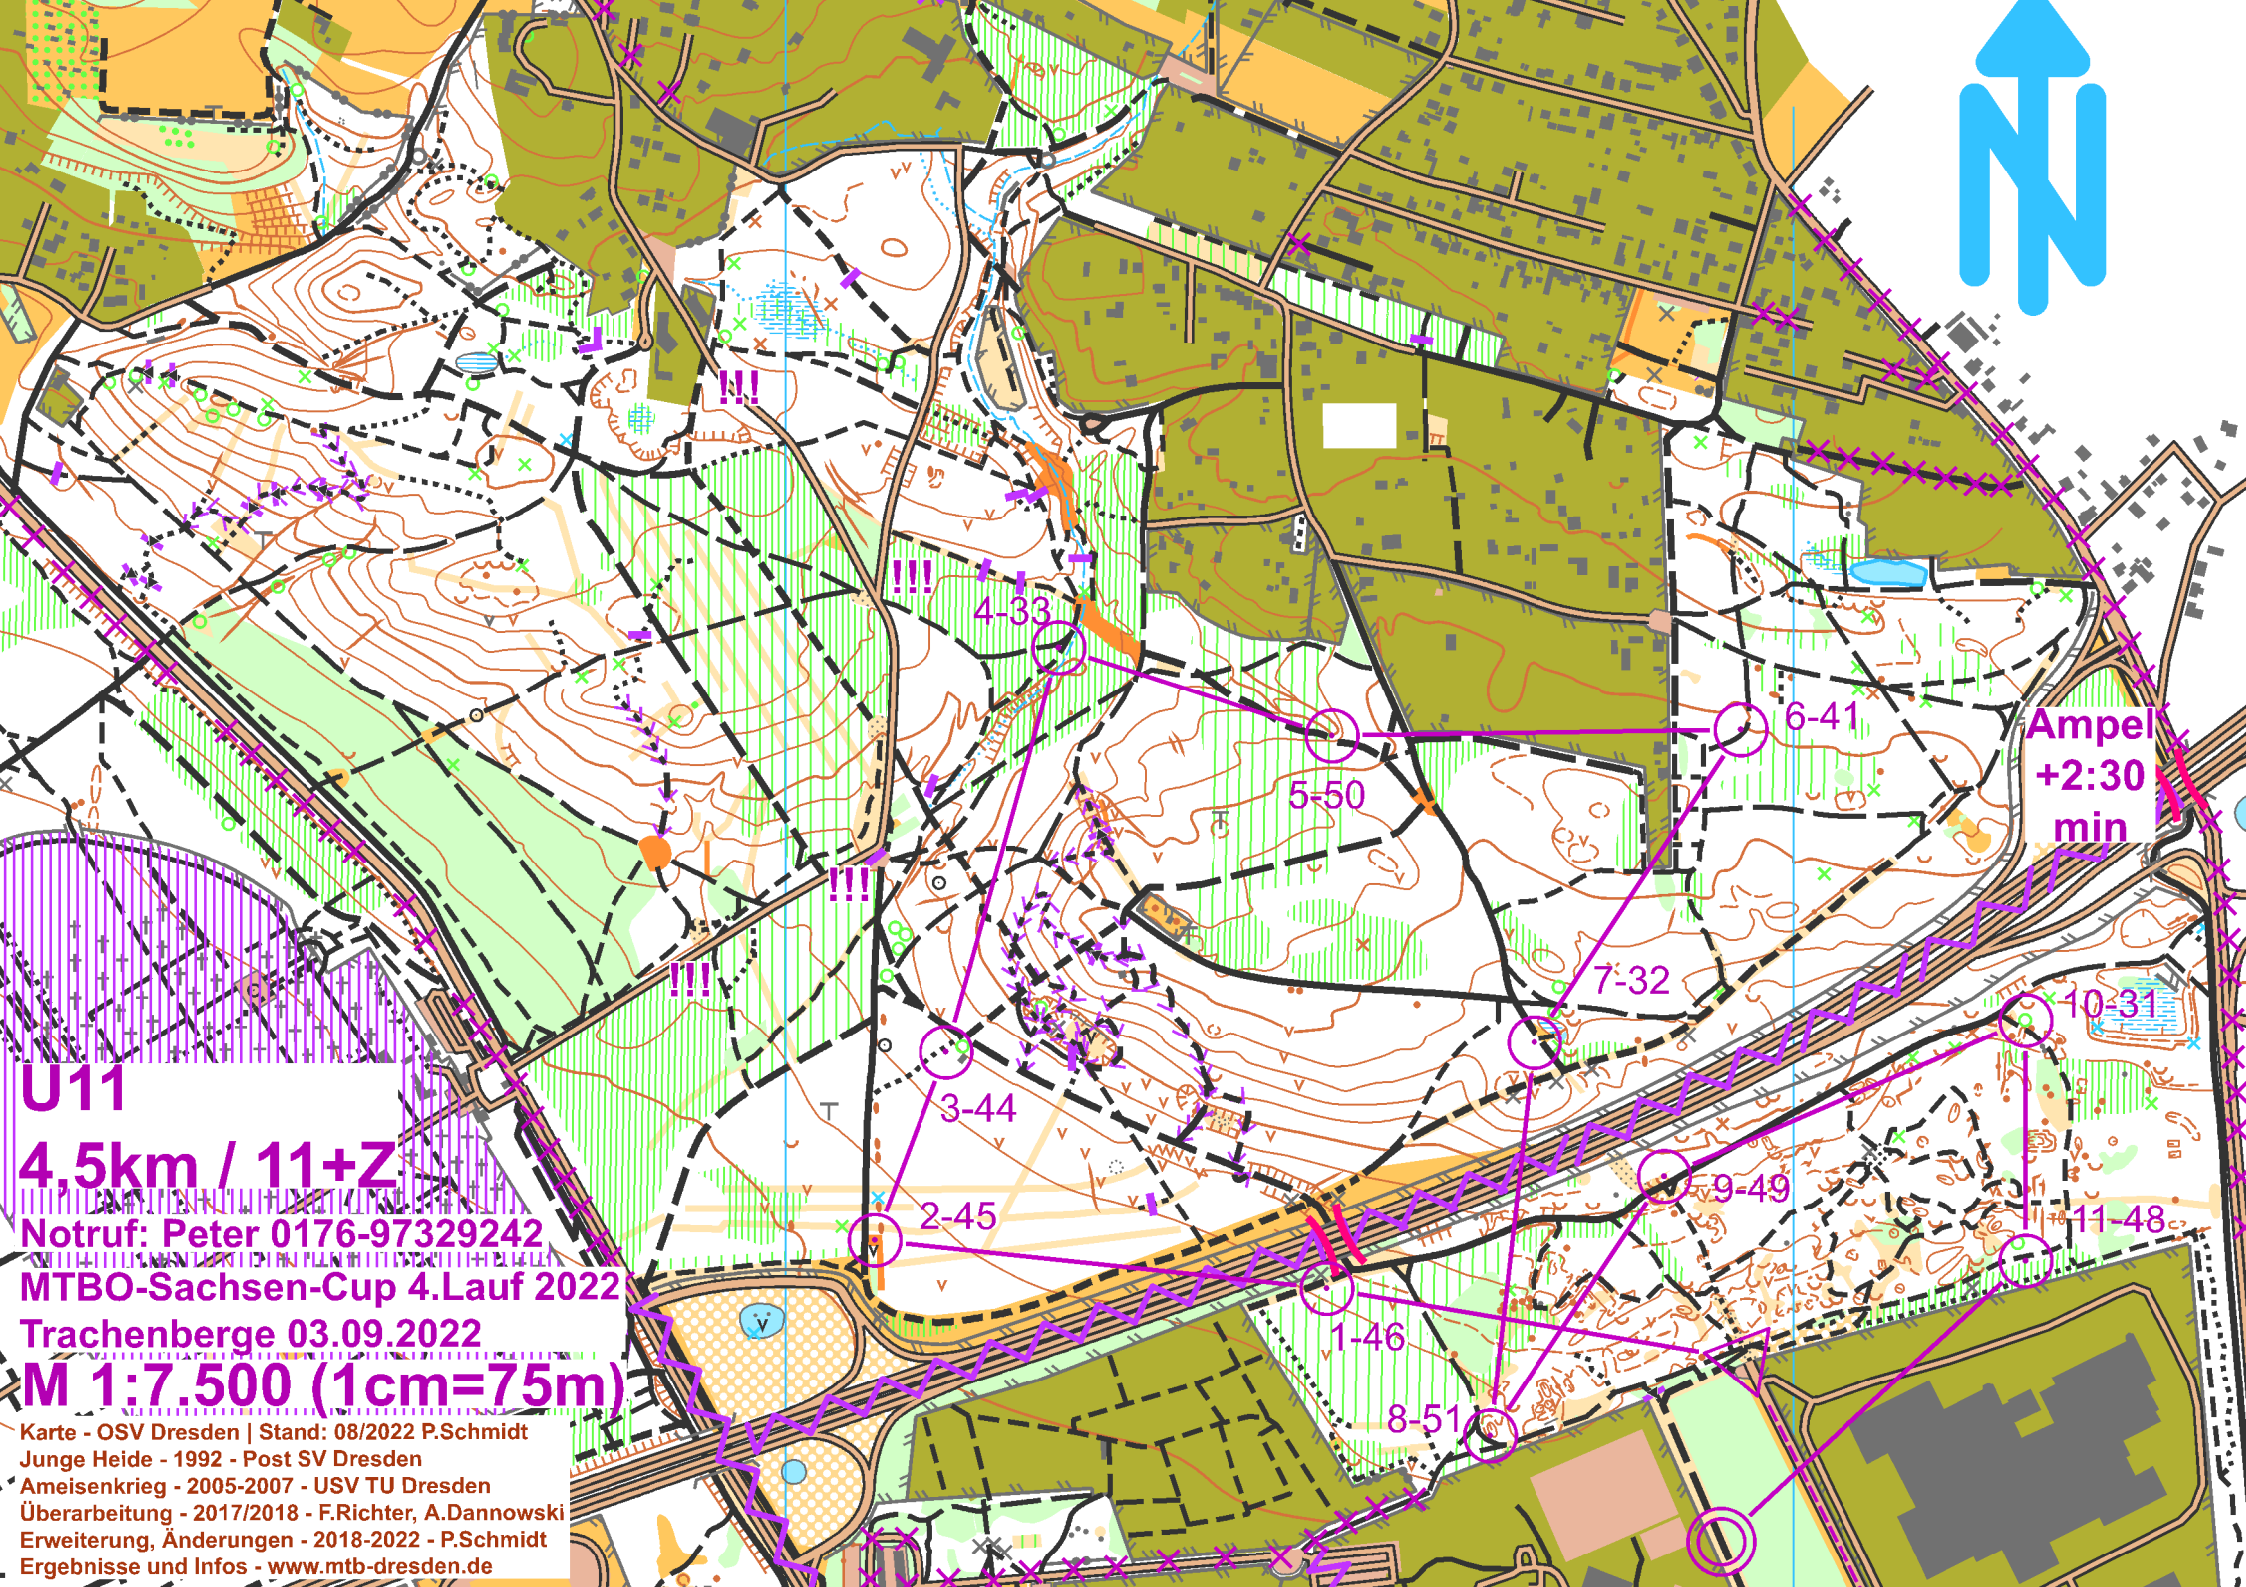 N
!!!
!!!
4-33
6-41
Ampel
+2:30
min
5-50
!!!
!!!
7-32
10-31
U11
3-44
4,5km / 11+Z
9-49
2-45
11-48
Notruf: Peter 0176-97329242
MTBO-Sachsen-Cup 4.Lauf 2022
Trachenberge 03.09.2022
1-46
M 1:7.500 (1cm=75m)
8-51
Karte - OSV Dresden | Stand: 08/2022 P.Schmidt
Junge Heide - 1992 - Post SV Dresden
Ameisenkrieg - 2005-2007 - USV TU Dresden
Überarbeitung - 2017/2018 - F.Richter, A.Dannowski
Erweiterung, Änderungen - 2018-2022 - P.Schmidt
Ergebnisse und Infos - www.mtb-dresden.de